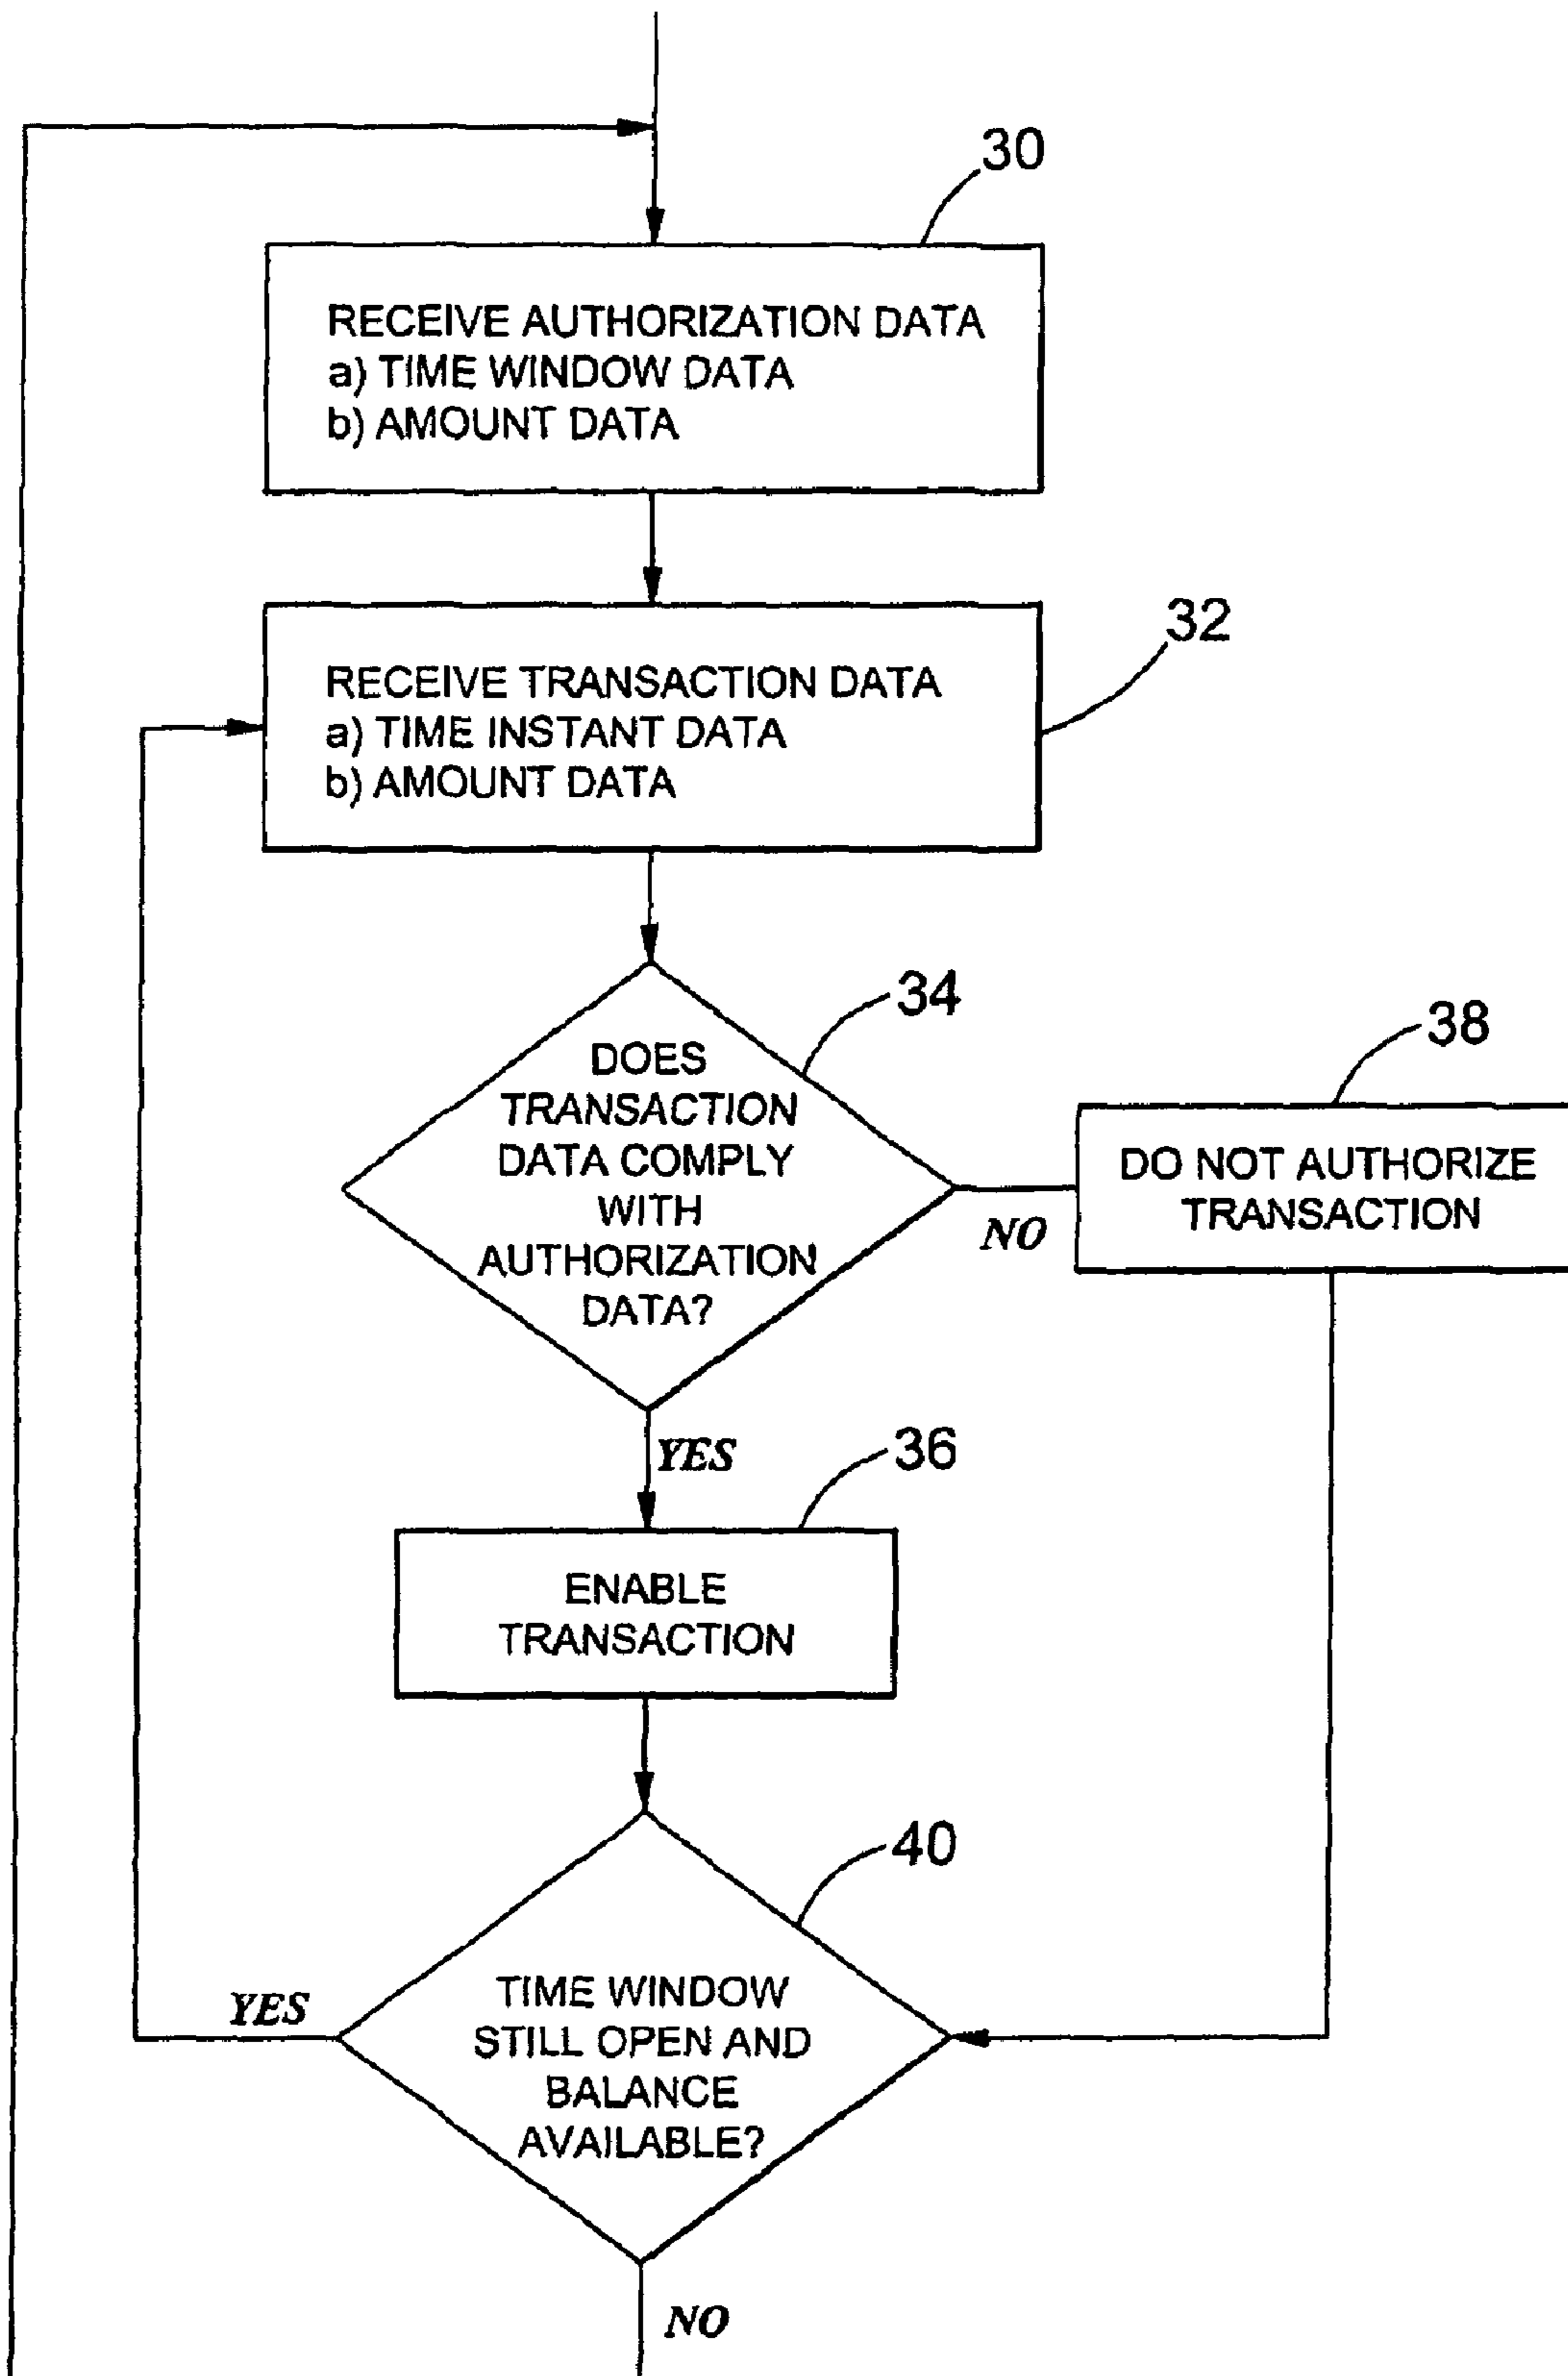 30
RECEIVE AUTHORIZATION DATA
a) TIME WINDOW DATA
b) AMOUNT DATA
32
RECEIVE TRANSACTION DATA
a) TIME INSTANT DATA
b) AMOUNT DATA
34
DOES
TRANSACTION
DATA COMPLY
WITH
AUTHORIZATION
DATA?
NO
38
DO NOT AUTHORIZE
TRANSACTION
YES
36
ENABLE
TRANSACTION
40
YES
TIME WINDOW
STILL OPEN AND
BALANCE
AVAILABLE?
NO